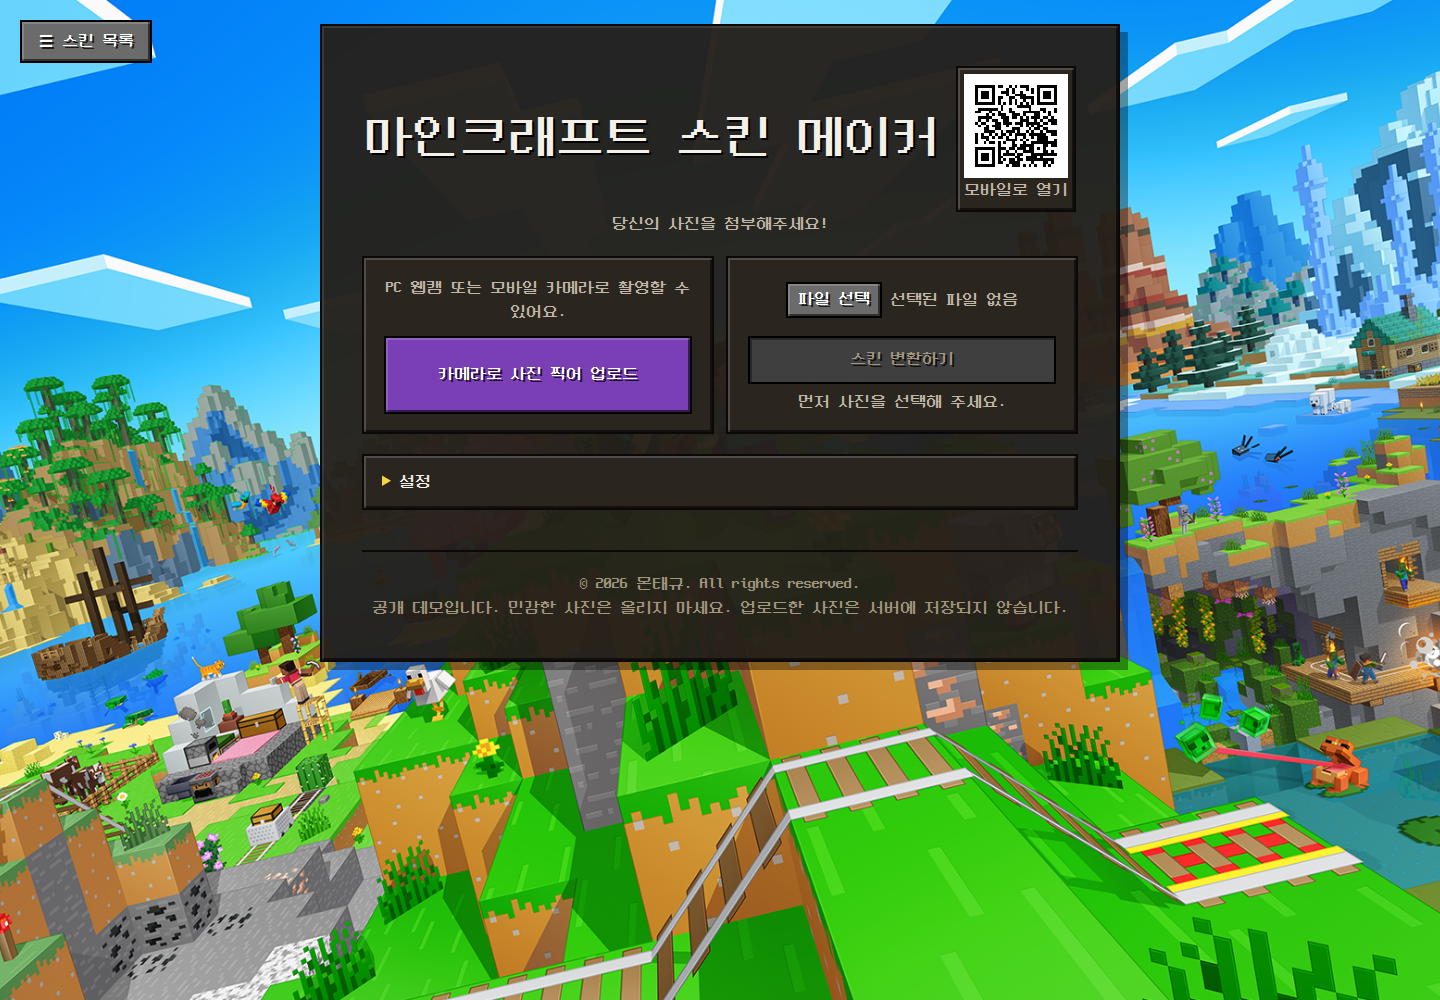 ☰ 스킨 목록
마인크래프트 스킨 메이커
모바일로 열기
당신의 사진을 첨부해주세요!
PC 웹캠 또는 모바일 카메라로 촬영할 수
있어요.
카메라로 사진 찍어 업로드
파일 선택 선택된 파일 없음
스킨 변환하기
먼저 사진을 선택해 주세요.
설정
© 2026 몬태규. All rights reserved.
공개 데모입니다. 민감한 사진은 올리지 마세요. 업로드한 사진은 서버에 저장되지 않습니다.